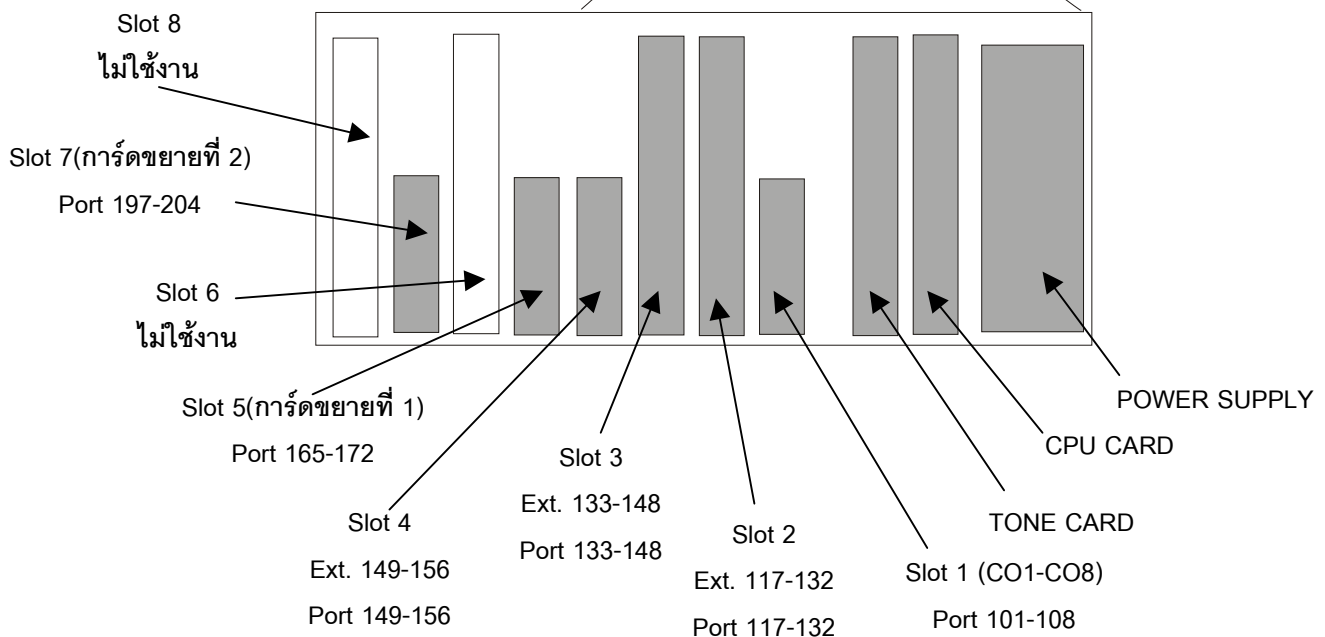 Slot 8
ไม่ใช้งาน
Slot 7(การ์ดขยายที่ 2)
Port 197-204
Slot 6
ไม่ใช้งาน
Slot 5(การ์ดขยายที่ 1)
Port 165-172
Slot 4
Ext. 149-156
Port 149-156
Slot 3
Ext. 133-148
Port 133-148
Slot 2
Ext. 117-132
Port 117-132
Slot 1 (CO1-CO8)
Port 101-108
TONE CARD
CPU CARD
POWER SUPPLY